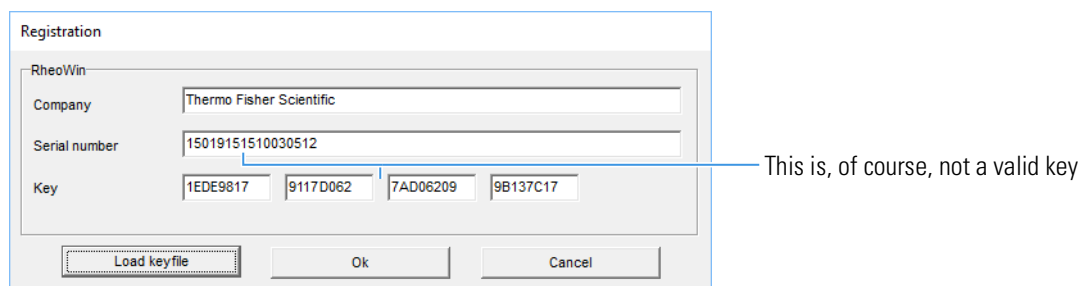 Registration
RheoWin
Company Thermo Fisher Scientific
Serial number 15019151510030512
This is, of course, not a valid key
Key 1EDE9817 9117D062 7AD06209 9B137C17
Load keyfile Ok Cancel